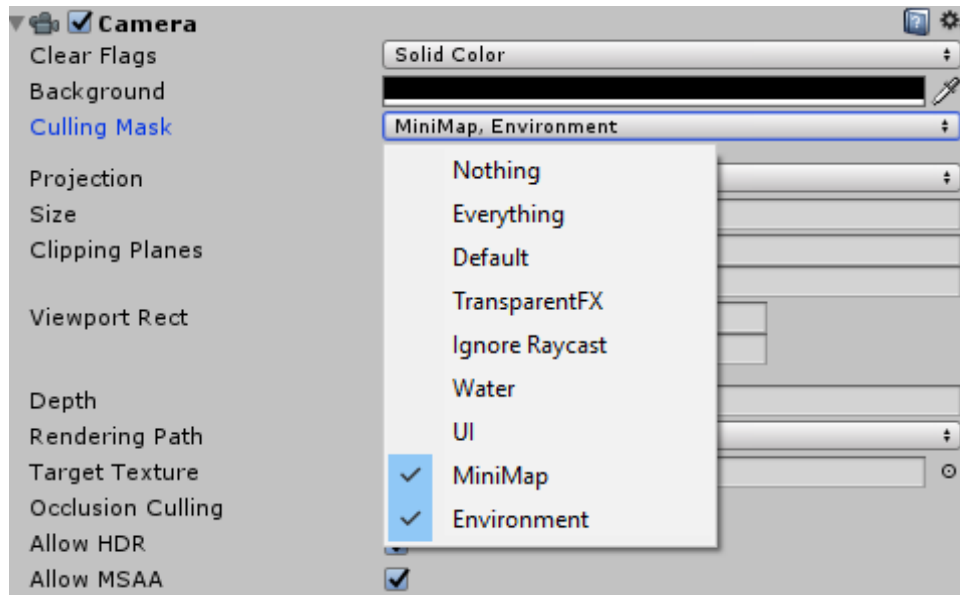 Camera
Clear Flags Solid Color
Background
Culling Mask MiniMap, Environment
Nothing
Projection
Everything
Size
Default
Clipping Planes
TransparentFX
Viewport Rect
Ignore Raycast
Water
Depth
UI
Rendering Path
Target Texture
MiniMap
Occlusion Culling
Environment
Allow HDR
Allow MSAA